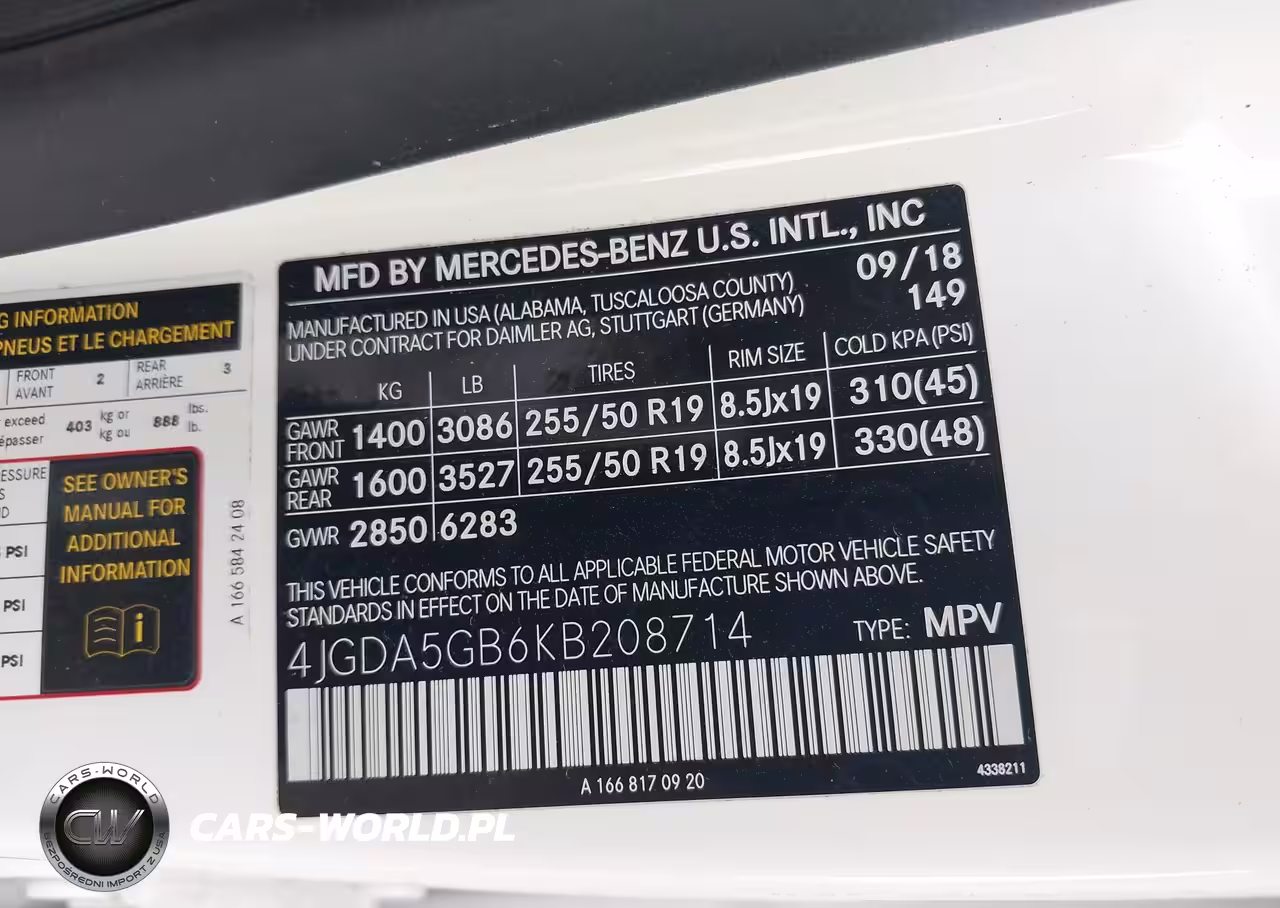 G INFORMATION
PNEUS ET LE CHARGEMENT
FRONT
AVANT
2
REAR
ARRIÈRE
3
exceed
épasser
403
kg or
kg ou
888
lbs.
lb.
ESSURE
S
D
PSI
PSI
PSI
SEE OWNER'S
MANUAL FOR
ADDITIONAL
INFORMATION
i
A 166 584 24 08
MFD BY MERCEDES-BENZ U.S. INTL., INC
MANUFACTURED IN USA (ALABAMA, TUSCALOOSA COUNTY)
UNDER CONTRACT FOR DAIMLER AG, STUTTGART (GERMANY)
09/18
149
KG LB TIRES RIM SIZE COLD KPA (PSI)
GAWR FRONT 1400 3086 255/50 R19 8.5Jx19 310(45)
GAWR REAR 1600 3527 255/50 R19 8.5Jx19 330(48)
GVWR 2850 6283
THIS VEHICLE CONFORMS TO ALL APPLICABLE FEDERAL MOTOR VEHICLE SAFETY
STANDARDS IN EFFECT ON THE DATE OF MANUFACTURE SHOWN ABOVE.
4JGDA5GB6KB208714 TYPE: MPV
A 166 817 09 20
4338211
CARS-WORLD
CW
BEZPOŚREDNI IMPORT Z USA
CARS-WORLD.PL